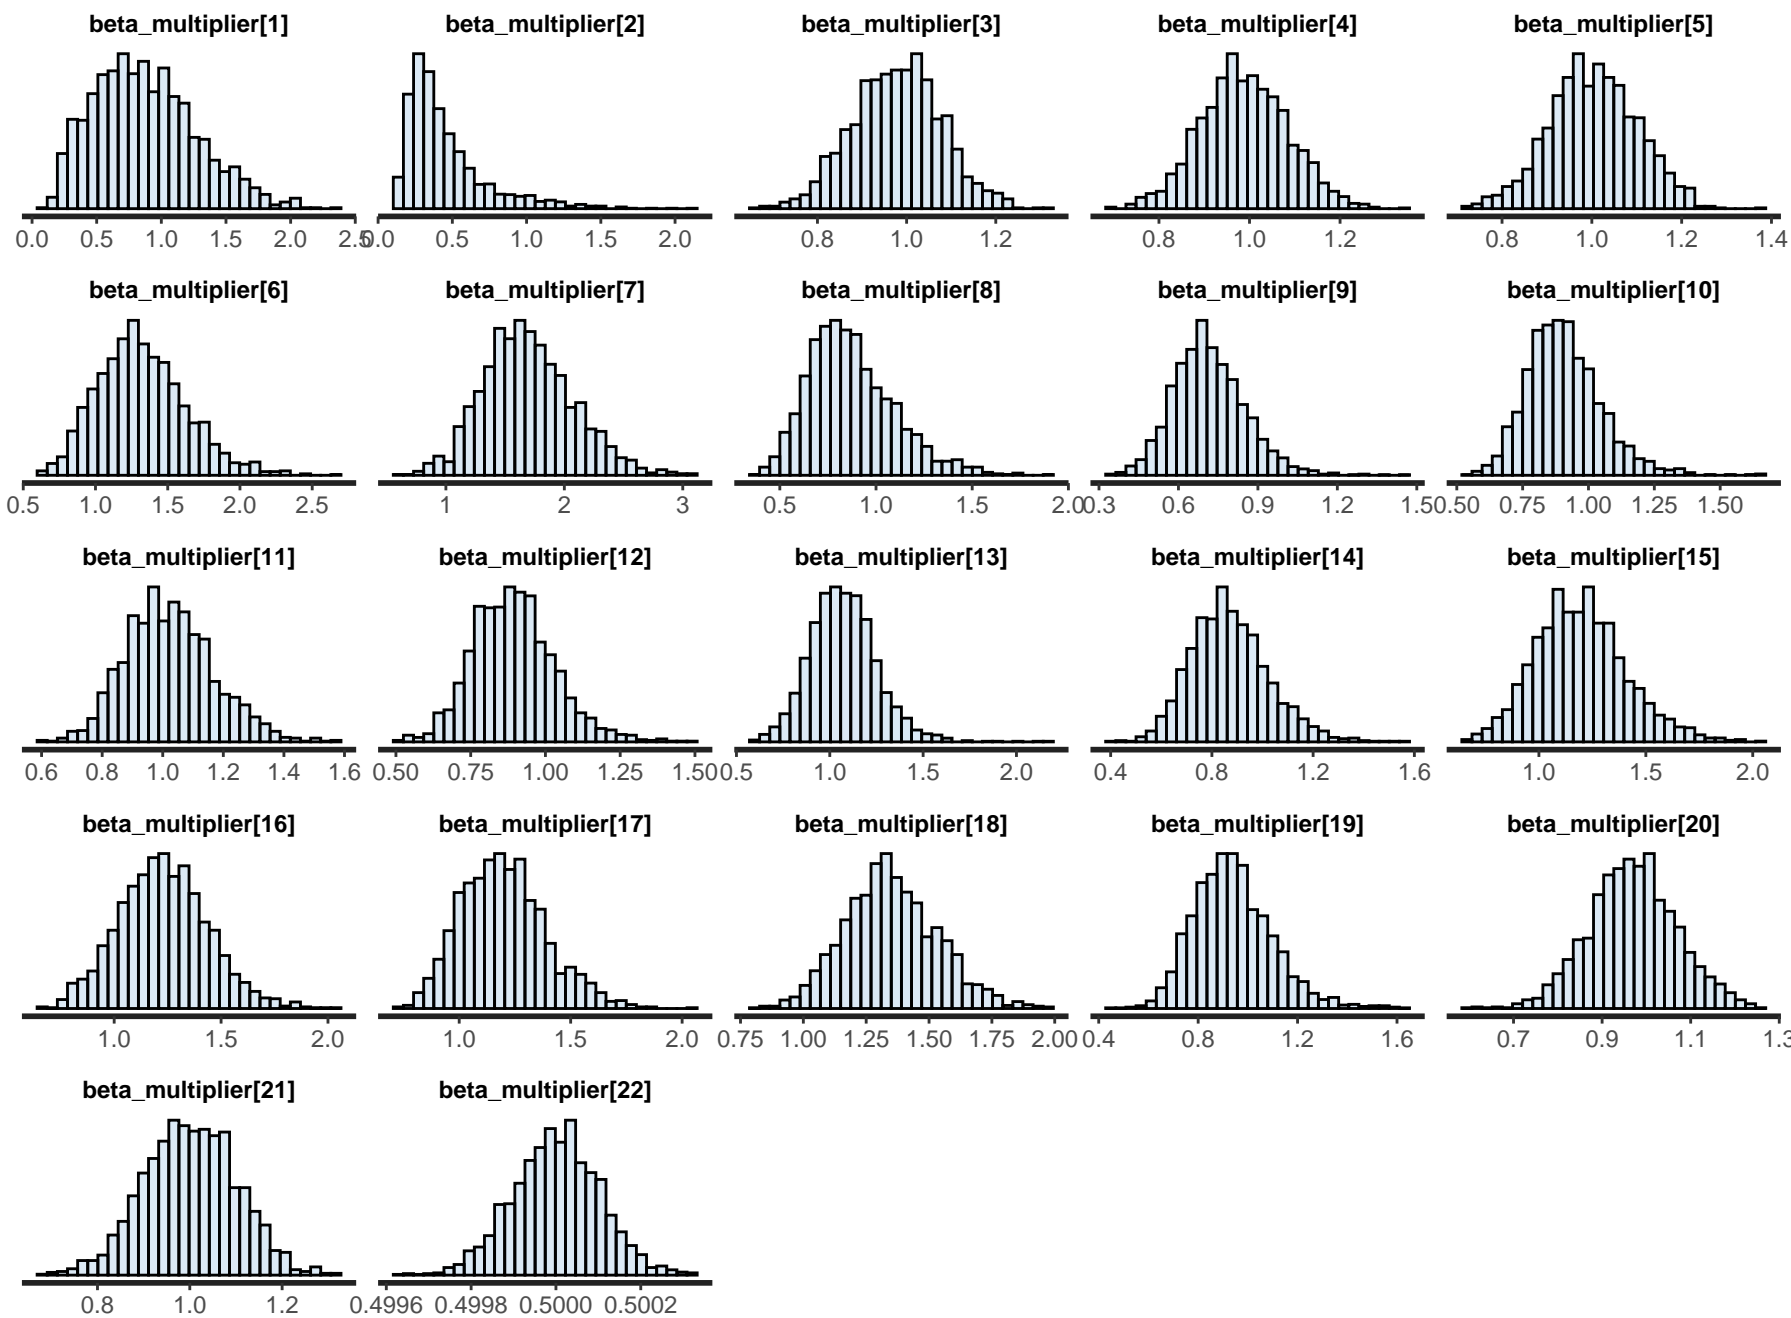 beta_multiplier[1] beta_multiplier[2] beta_multiplier[3] beta_multiplier[4] beta_multiplier[5]
0.0 0.5 1.0 1.5 2.0 2.5 0.0 0.5 1.0 1.5 2.0 0.8 1.0 1.2 0.8 1.0 1.2 0.8 1.0 1.2 1.4
beta_multiplier[6] beta_multiplier[7] beta_multiplier[8] beta_multiplier[9] beta_multiplier[10]
0.5 1.0 1.5 2.0 2.5 1 2 3 0.5 1.0 1.5 2.0 0.3 0.6 0.9 1.2 1.5 0.50 0.75 1.00 1.25 1.50
beta_multiplier[11] beta_multiplier[12] beta_multiplier[13] beta_multiplier[14] beta_multiplier[15]
0.6 0.8 1.0 1.2 1.4 1.6 0.50 0.75 1.00 1.25 1.50 0.5 1.0 1.5 2.0 0.4 0.8 1.2 1.6 1.0 1.5 2.0
beta_multiplier[16] beta_multiplier[17] beta_multiplier[18] beta_multiplier[19] beta_multiplier[20]
1.0 1.5 2.0 1.0 1.5 2.0 0.75 1.00 1.25 1.50 1.75 2.00 0.4 0.8 1.2 1.6 0.7 0.9 1.1 1.3
beta_multiplier[21] beta_multiplier[22]
0.8 1.0 1.2 0.4996 0.4998 0.5000 0.5002